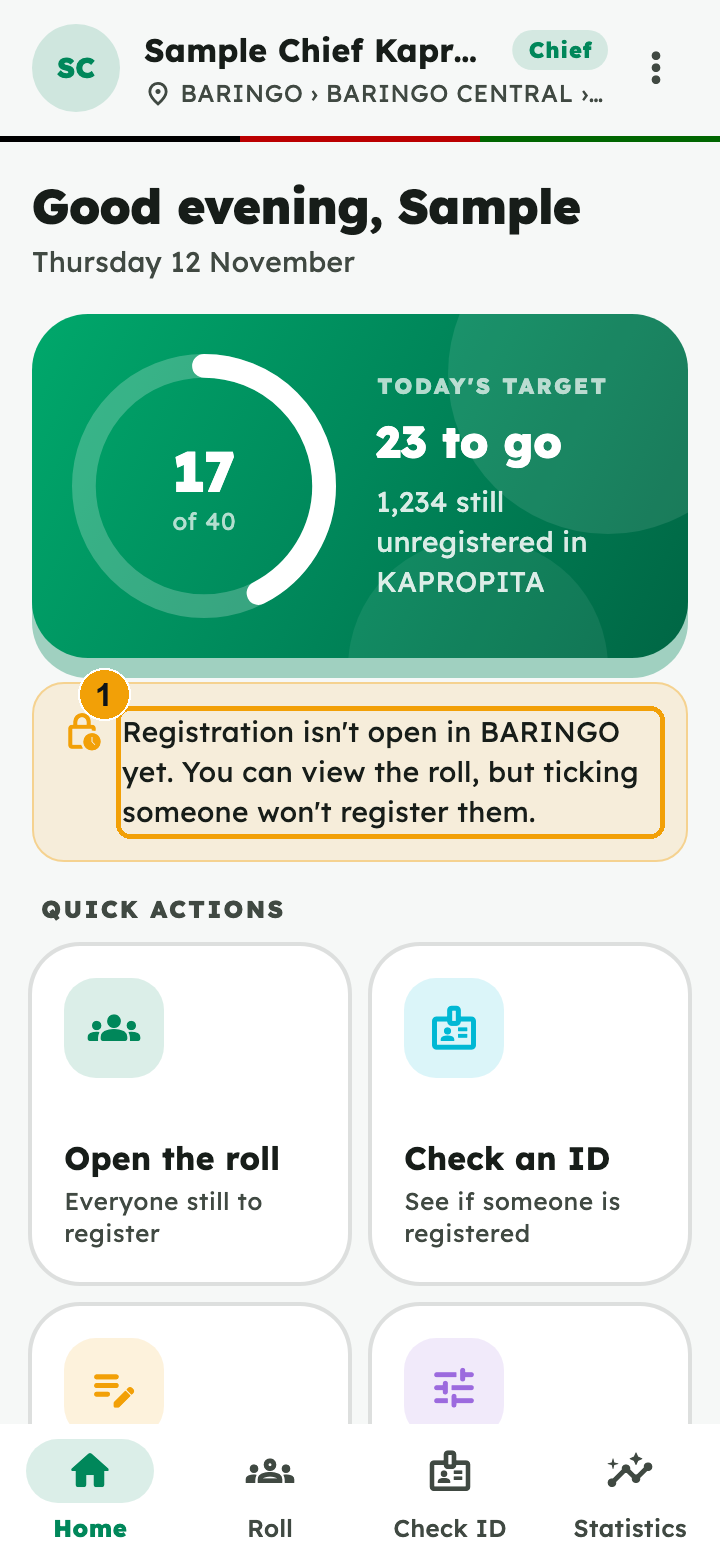 SC
Sample Chief Kapr...
Chief
BARINGO › BARINGO CENTRAL ›...
Good evening, Sample
Thursday 12 November
17
of 40
TODAY'S TARGET
23 to go
1,234 still
unregistered in
KAPROPITA
1
Registration isn't open in BARINGO
yet. You can view the roll, but ticking
someone won't register them.
QUICK ACTIONS
Open the roll
Everyone still to
register
Check an ID
See if someone is
registered
Home
Roll
Check ID
Statistics